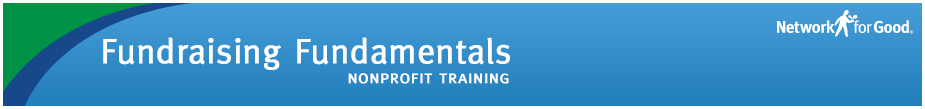 Fundraising Fundamentals
NONPROFIT TRAINING
Network for Good®